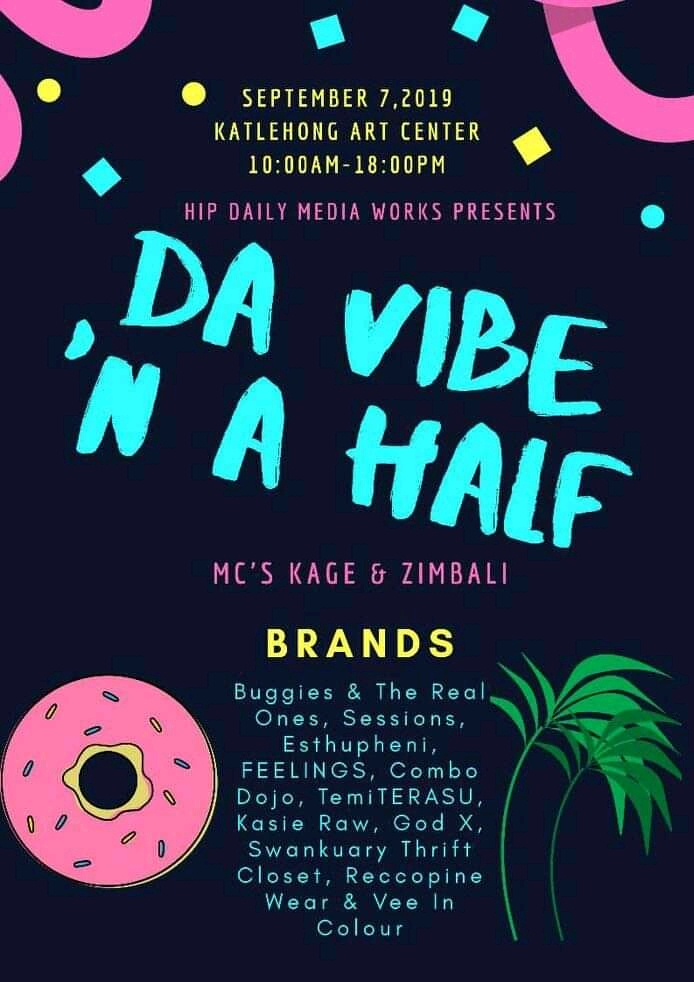 SEPTEMBER 7,2019
KATLEHONG ART CENTER
10:00AM-18:00PM
HIP DAILY MEDIA WORKS PRESENTS
DA VIBE
'N A HALF
MC'S KAGE & ZIMBALI
BRANDS
Buggies & The Real
Ones, Sessions,
Esthupheni,
FEELINGS, Combo
Dojo, TemiTERASU,
Kasie Raw, God X,
Swankuary Thrift
Closet, Reccopine
Wear & Vee In
Colour